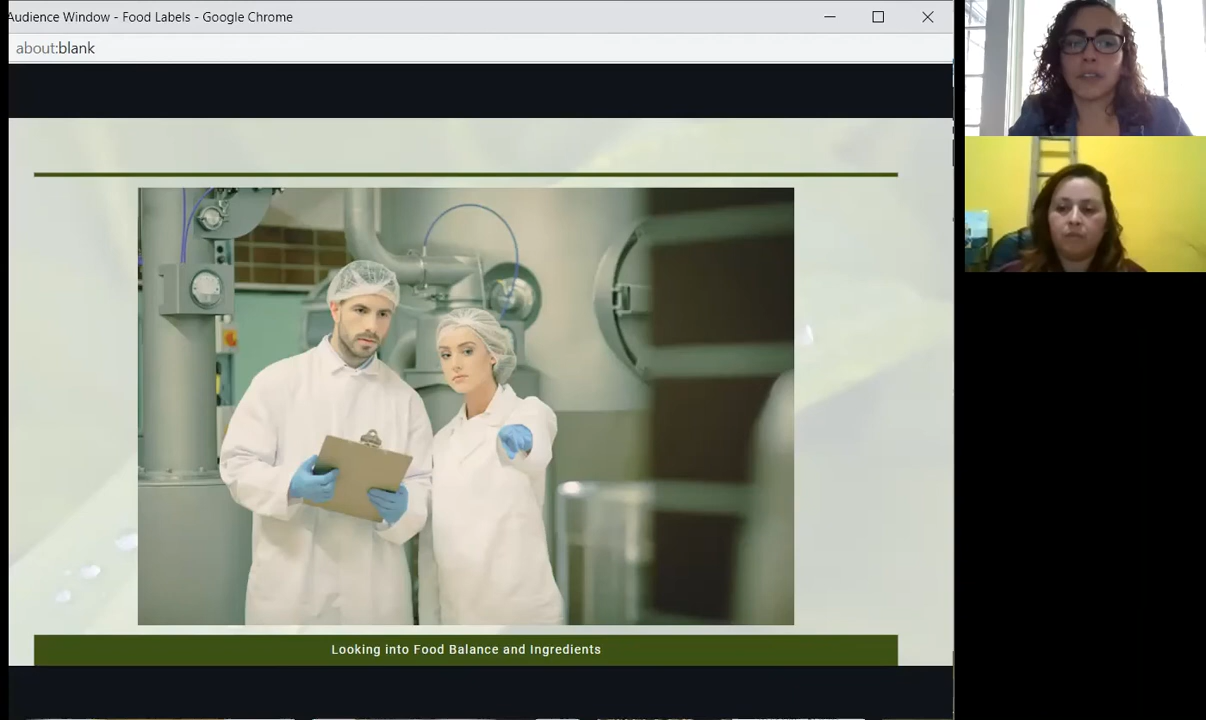 Audience Window - Food Labels - Google Chrome
about:blank
Looking into Food Balance and Ingredients